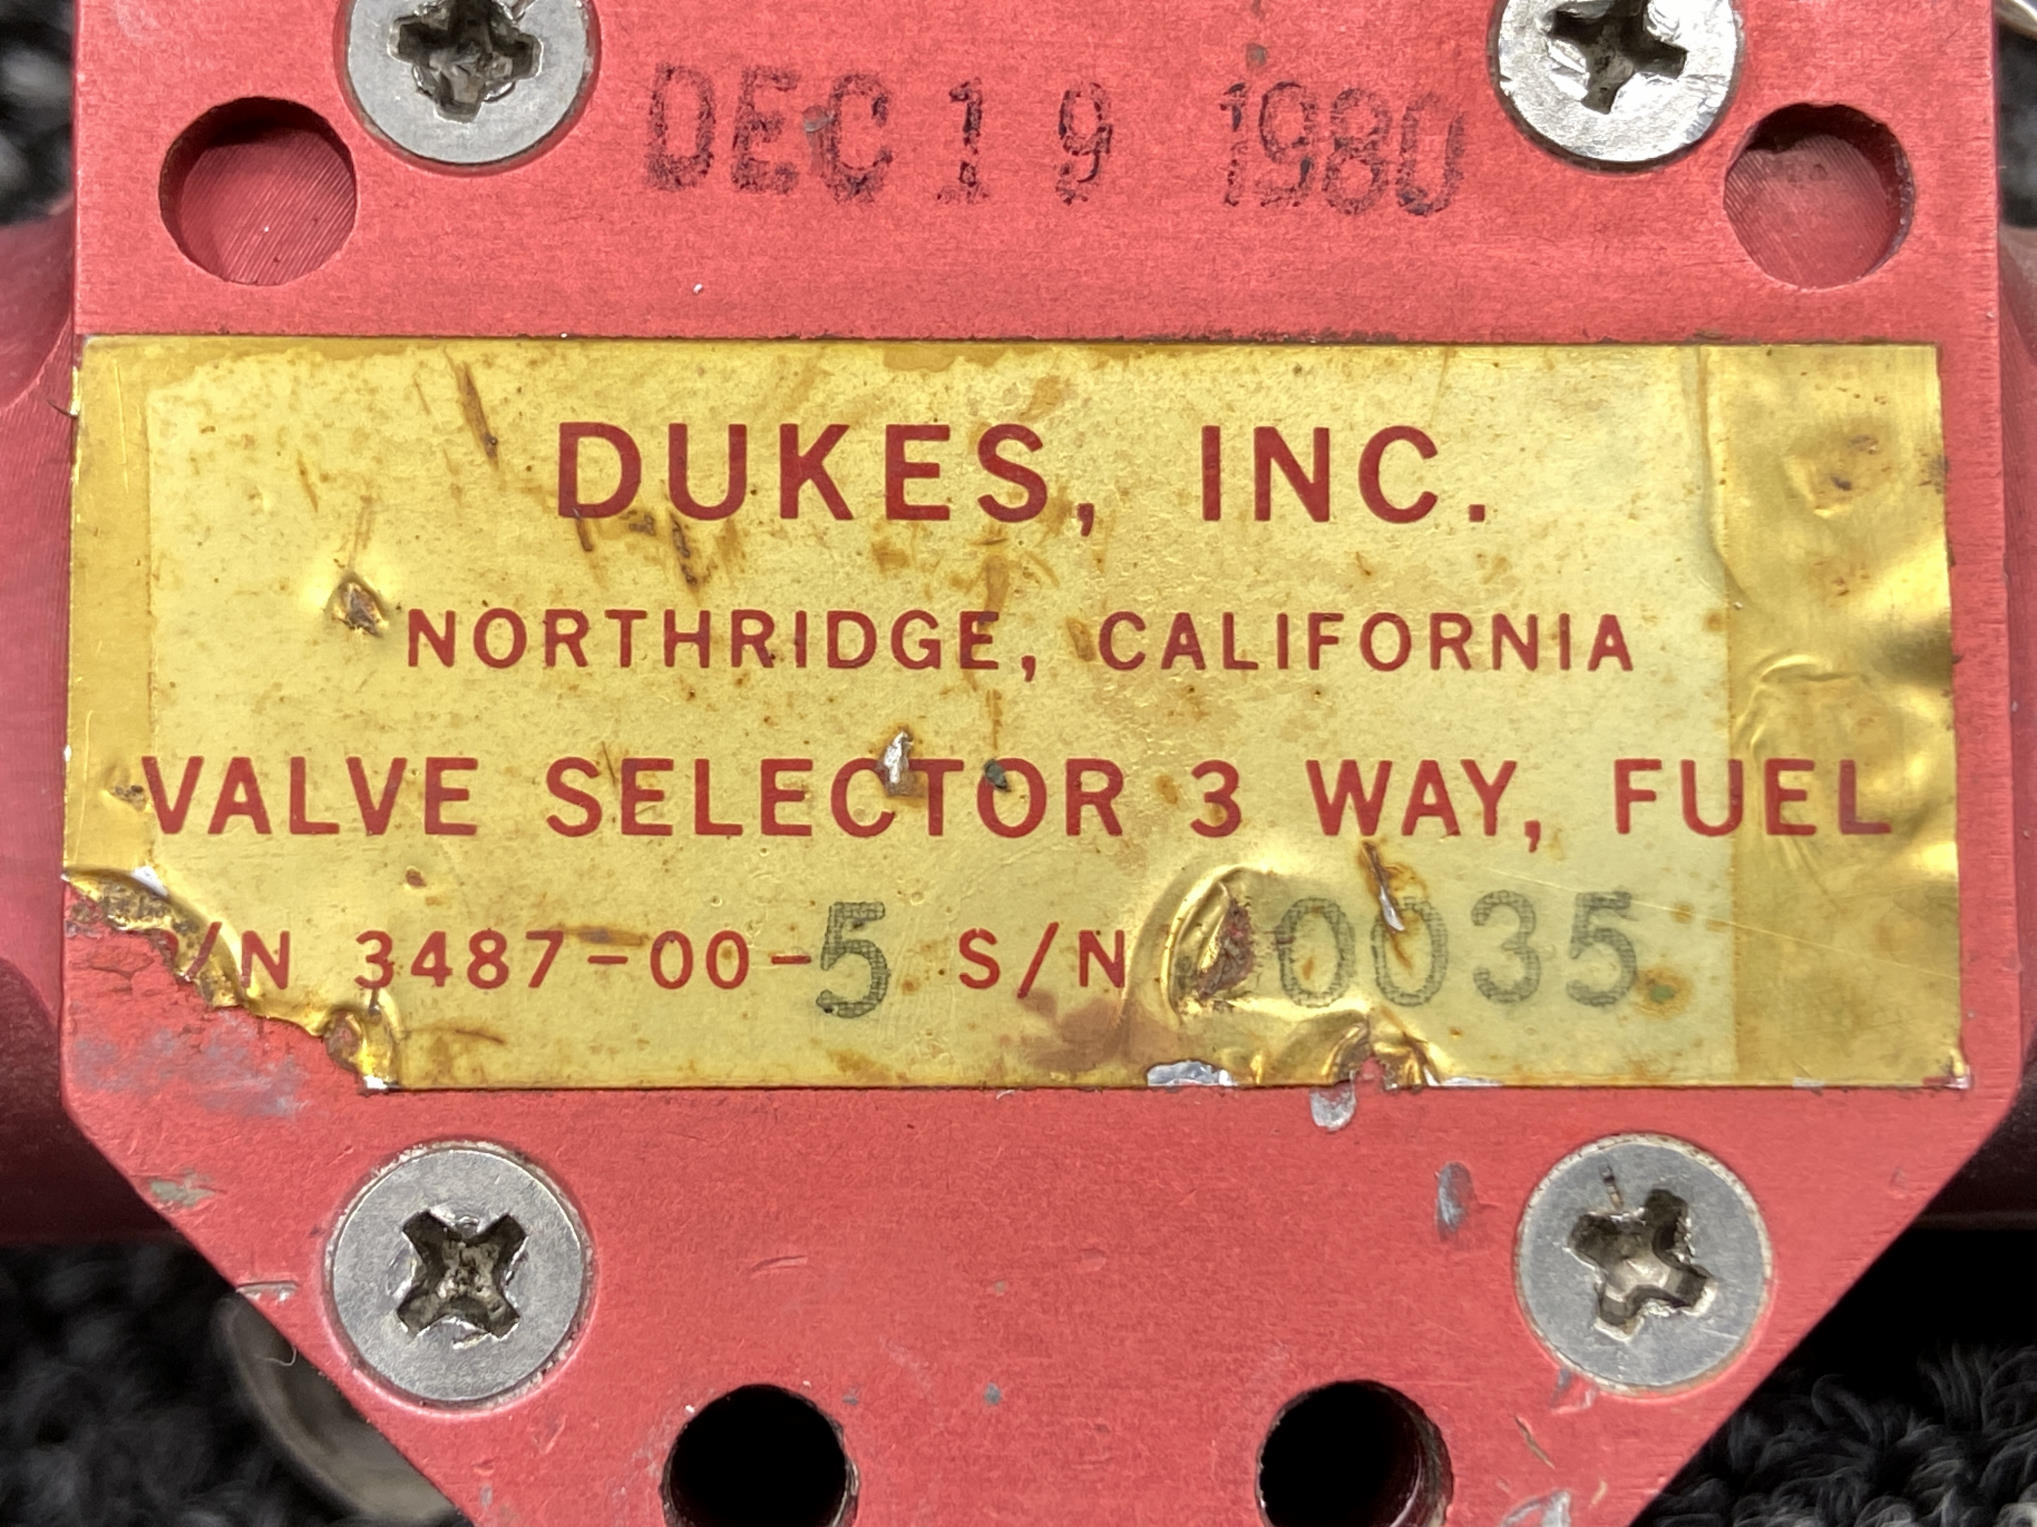 DEC 19 1980
DUKES, INC.
NORTHRIDGE, CALIFORNIA
VALVE SELECTOR 3 WAY, FUEL
/N 3487-00-5 S/N 0035